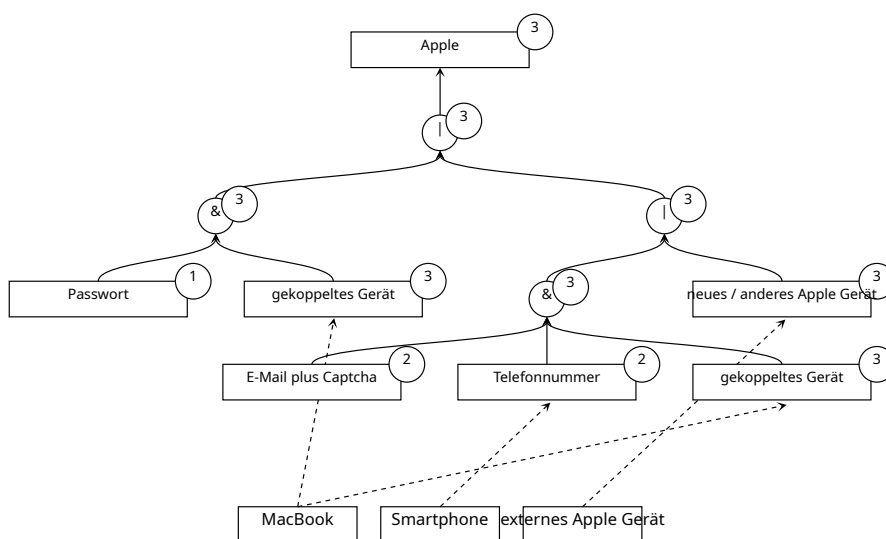 3
Apple
3
|
3
&
3
|
1
Passwort
3
gekoppeltes Gerät
3
&
3
neues / anderes Apple Gerät
2
E-Mail plus Captcha
2
Telefonnummer
3
gekoppeltes Gerät
MacBook
Smartphone
externes Apple Gerät